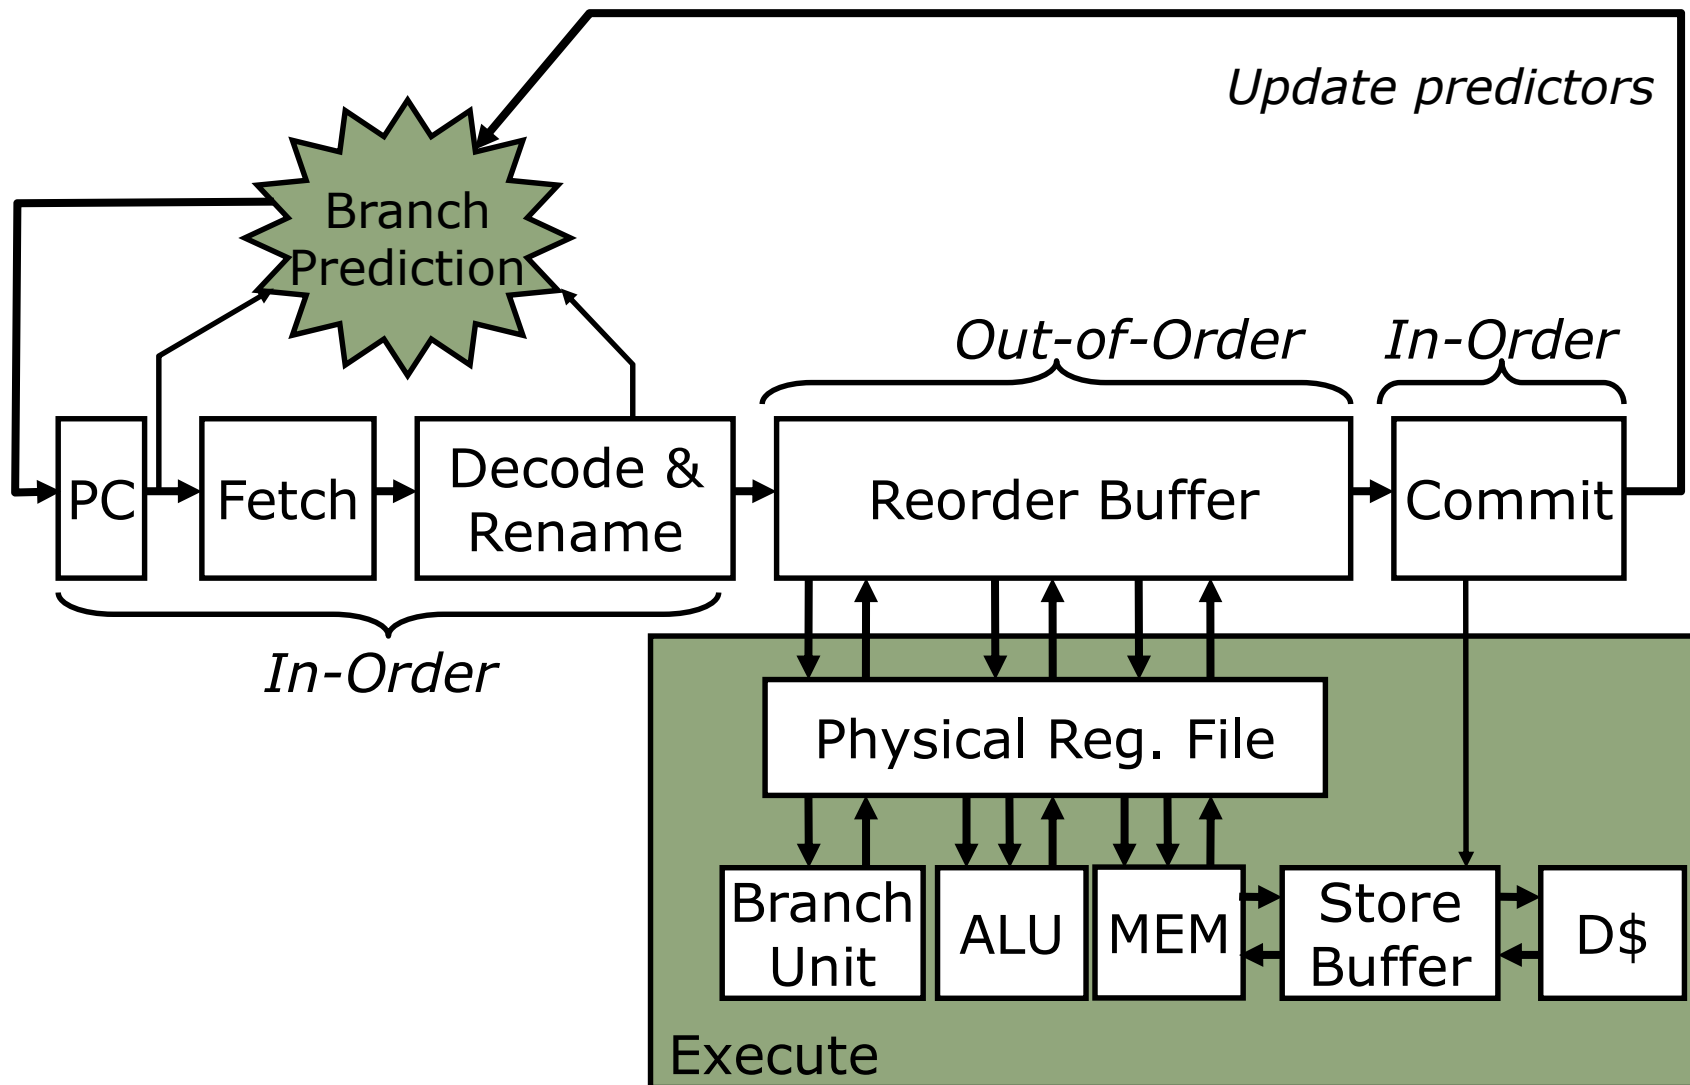 Update predictors
Branch
Prediction
Out-of-Order
In-Order
PC
Fetch
Decode &
Rename
Reorder Buffer
Commit
In-Order
Physical Reg. File
Branch
Unit
ALU
MEM
Store
Buffer
D$
Execute